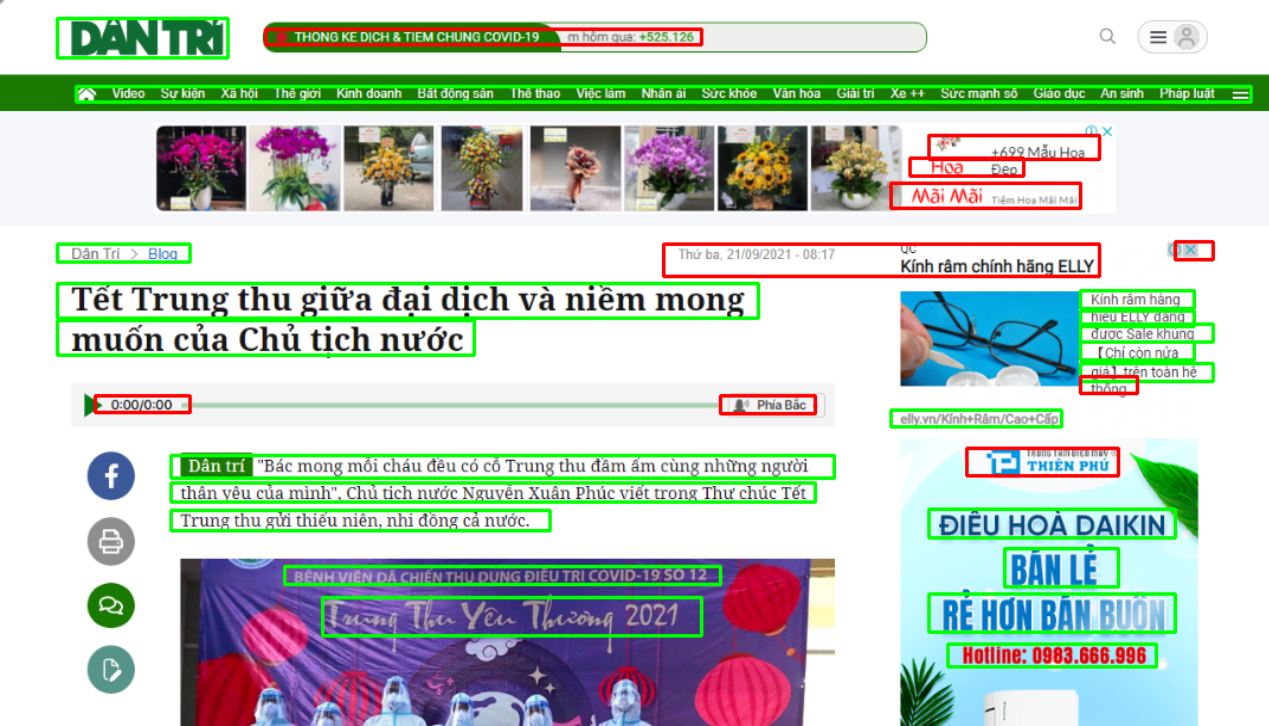 DÂN TRÍ
THỐNG KÊ DỊCH & TIÊM CHỦNG COVID-19
m hôm qua: +525.126
Video Sự kiện Xã hội Thế giới Kinh doanh Bất động sản Thể thao Việc làm Nhân ái Sức khỏe Văn hóa Giải trí Xe ++ Sức mạnh số Giáo dục An sinh Pháp luật
+699 Mẫu Hoa
Hoa Đẹp
Mãi Mãi Tiệm Hoa Mãi Mãi
Dân Trí > Blog
Thứ ba, 21/09/2021 - 08:17
QC
Kính râm chính hãng ELLY
Tết Trung thu giữa đại dịch và niềm mong
muốn của Chủ tịch nước
Kính râm hàng
hiệu ELLY đang
được Sale khủng
【Chỉ còn nửa
giá】trên toàn hệ
thống
0:00/0:00
Phía Bắc
elly.vn/Kính+Râm/Cao+Cấp
Dân trí "Bác mong mỗi cháu đều có cỗ Trung thu đầm ấm cùng những người
thân yêu của mình", Chủ tịch nước Nguyễn Xuân Phúc viết trong Thư chúc Tết
Trung thu gửi thiếu niên, nhi đồng cả nước.
TRUNG TÂM ĐIỆN MÁY
THIÊN PHÚ
ĐIỀU HOÀ DAIKIN
BÁN LẺ
RẺ HƠN BÁN BUÔN
Hotline: 0983.666.996
BỆNH VIỆN DÃ CHIẾN THU DUNG ĐIỀU TRỊ COVID-19 SỐ 12
Trung Thu Yêu Thương 2021